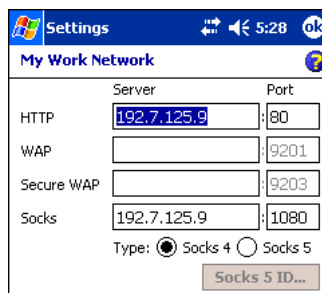 Settings 5:28 ok
My Work Network ?
Server Port
HTTP 192.7.125.9 : 80
WAP : 9201
Secure WAP : 9203
Socks 192.7.125.9 : 1080
Type: Socks 4 Socks 5
Socks 5 ID...